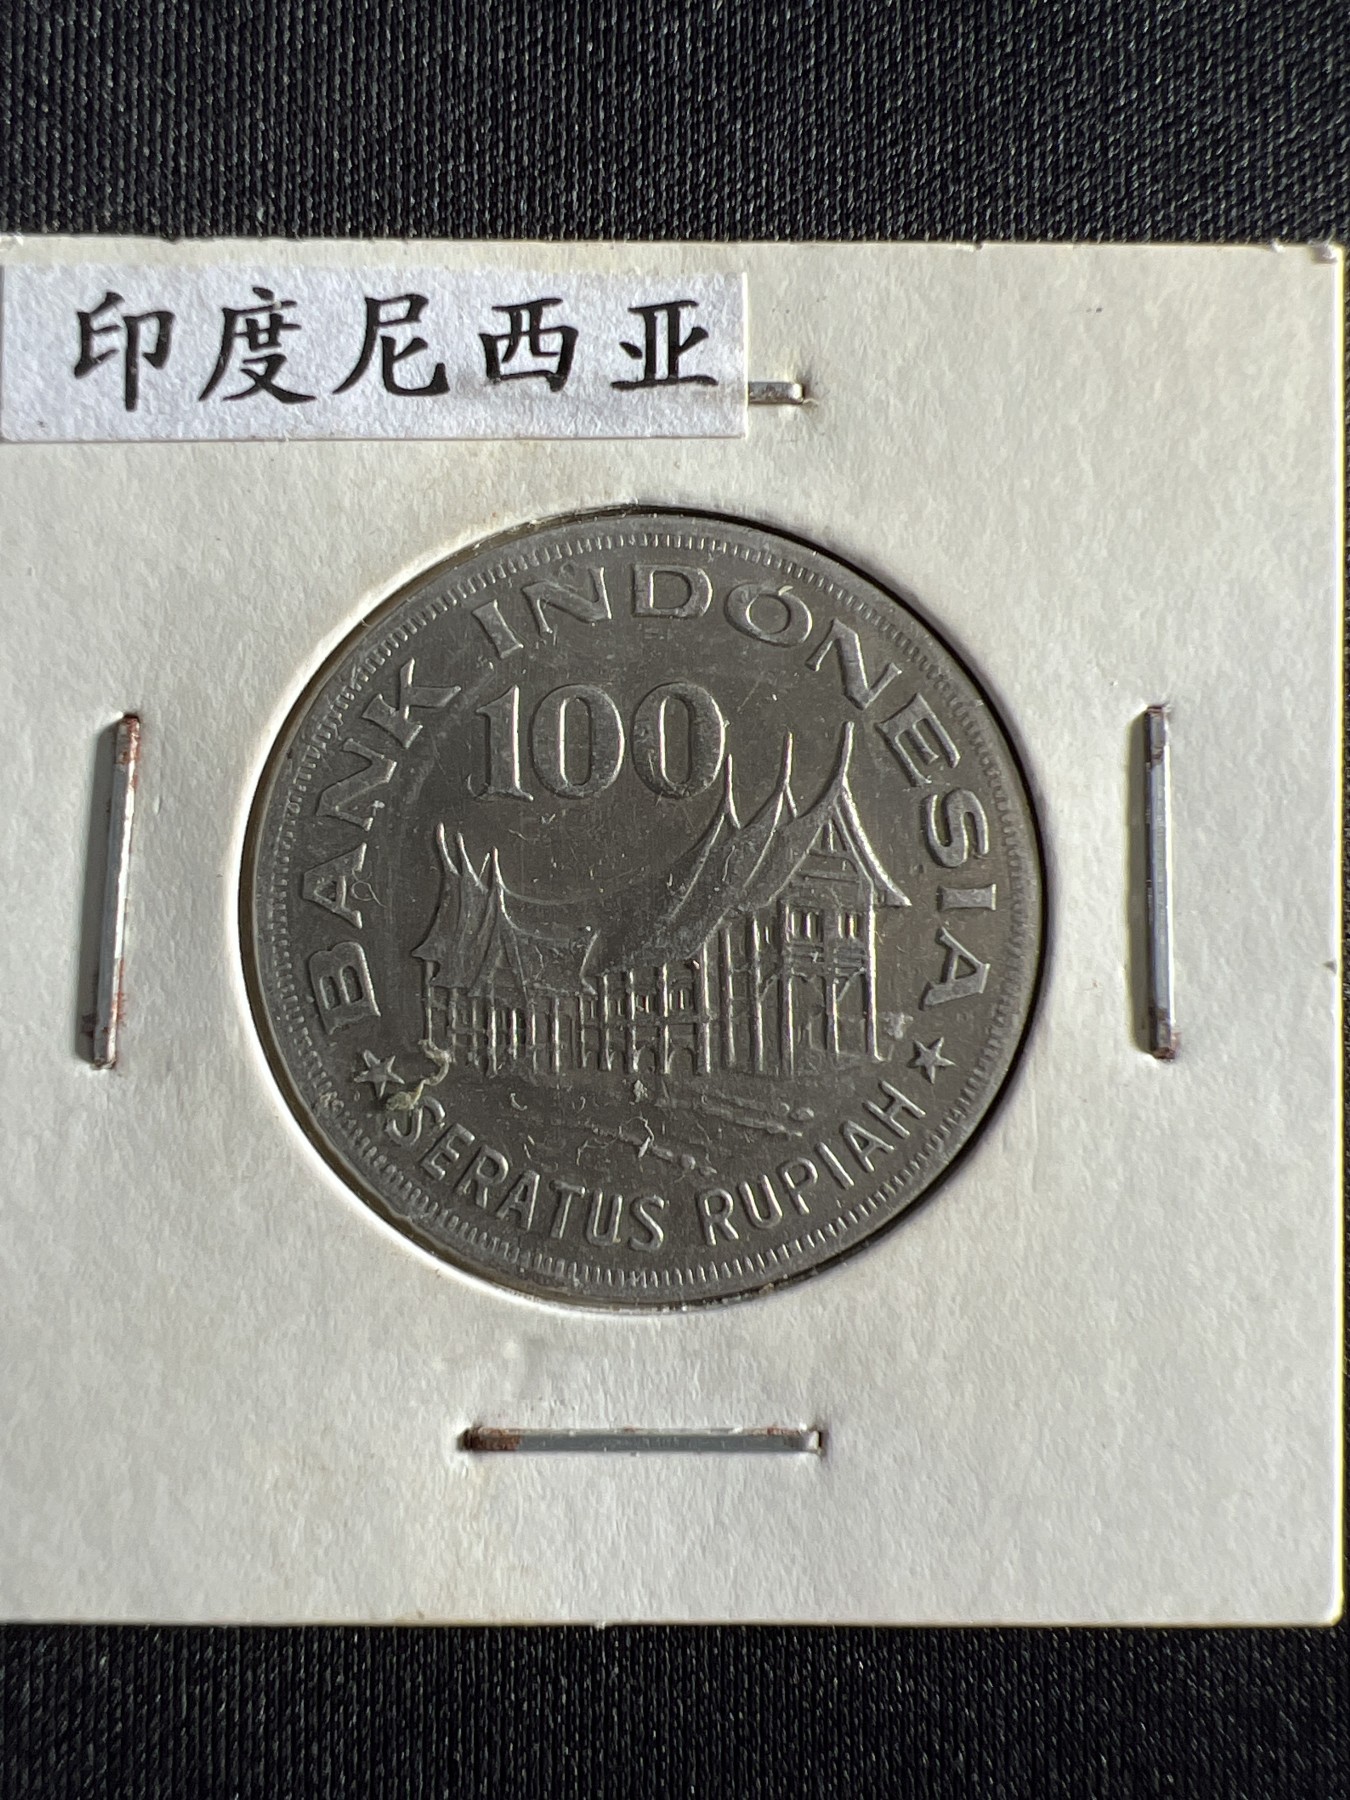 印度尼西亚
BANK INDONESIA
100
SERATUS RUPIAH